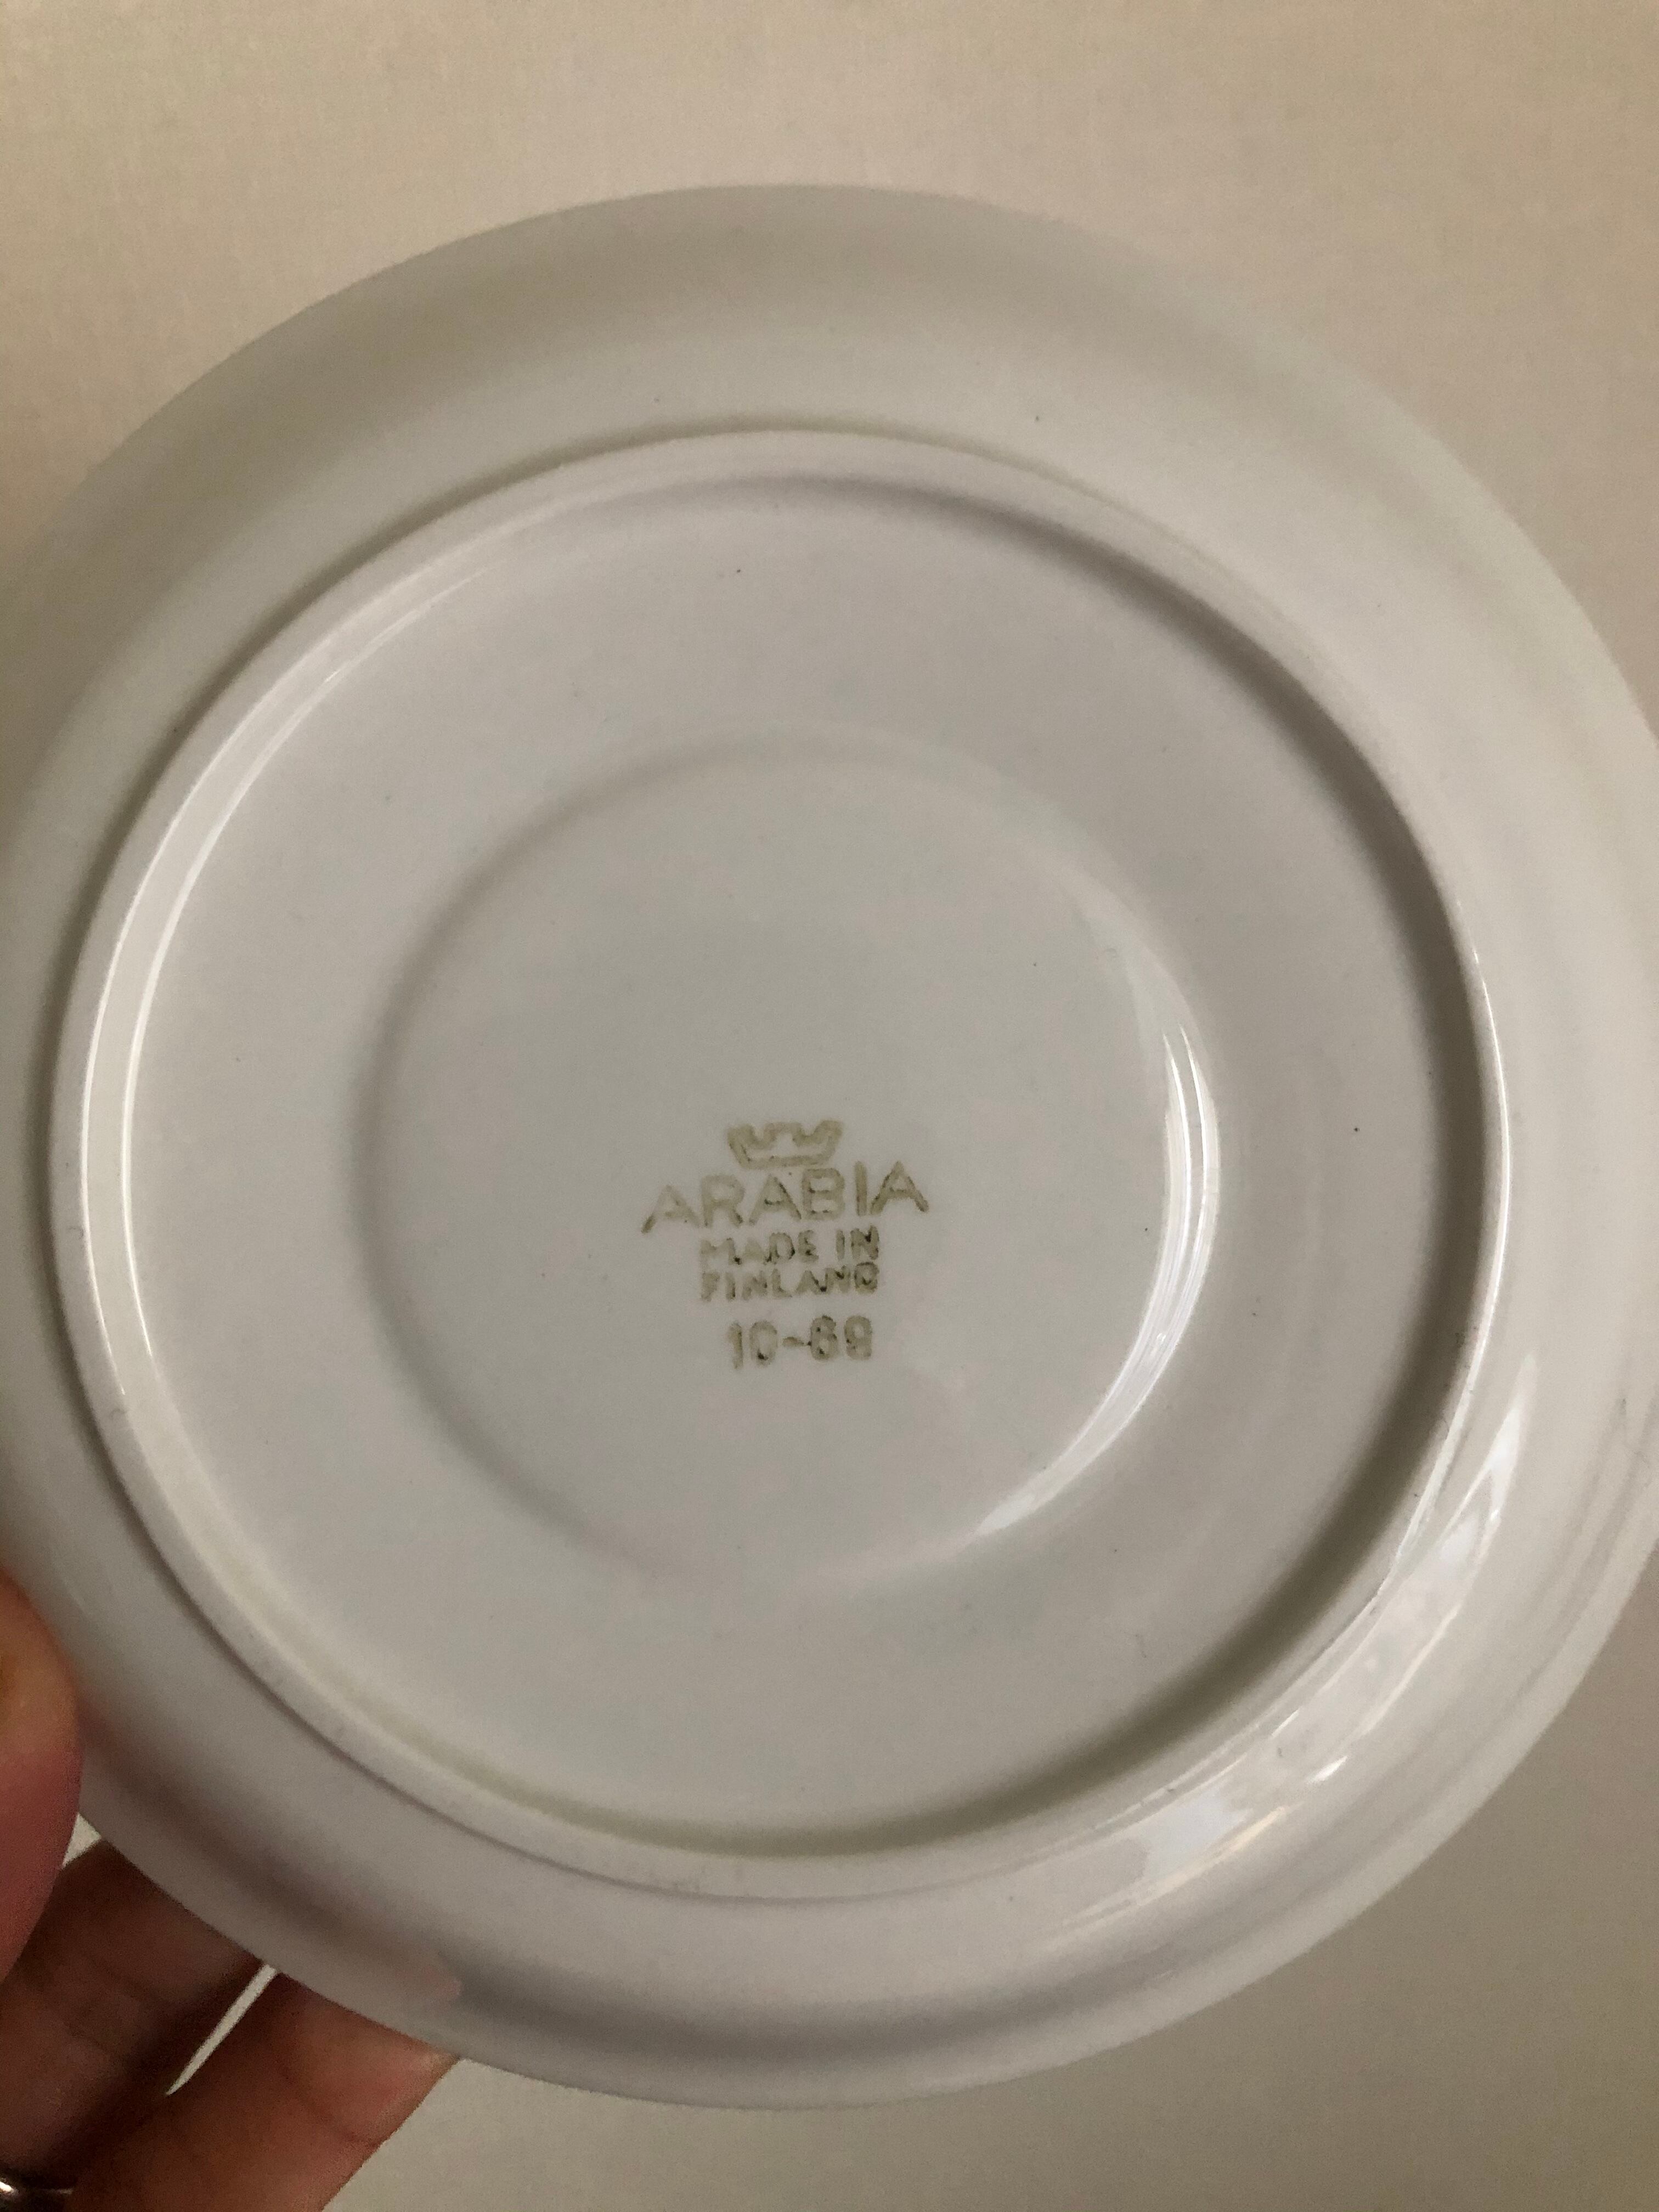 ARABIA
MADE IN
FINLAND
10-69